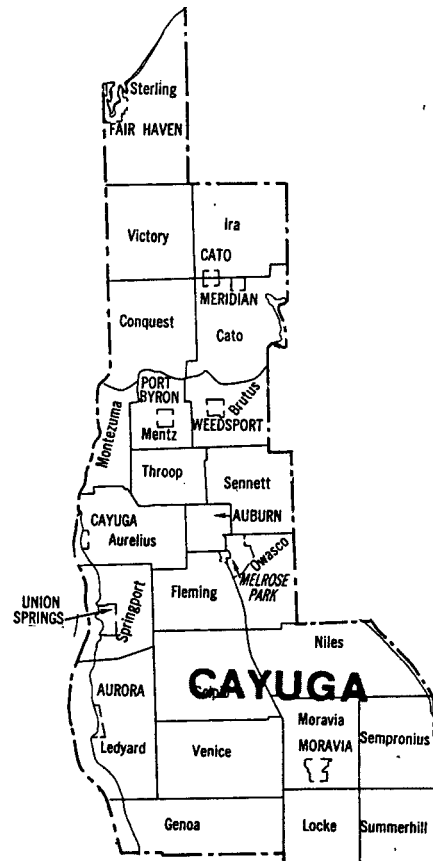 Sterling
FAIR HAVEN
Victory
Ira
CATO
MERIDIAN
Conquest
Cato
PORT
BYRON
Montezuma
Mentz
WEEDSPORT
Brutus
Throop
Sennett
CAYUGA
Aurelius
AUBURN
Owasco
MELROSE
PARK
Fleming
UNION
SPRINGS
Springport
Niles
AURORA
CAYUGA
Moravia
MORAVIA
Sempronius
Ledyard
Venice
Genoa
Locke
Summerhill